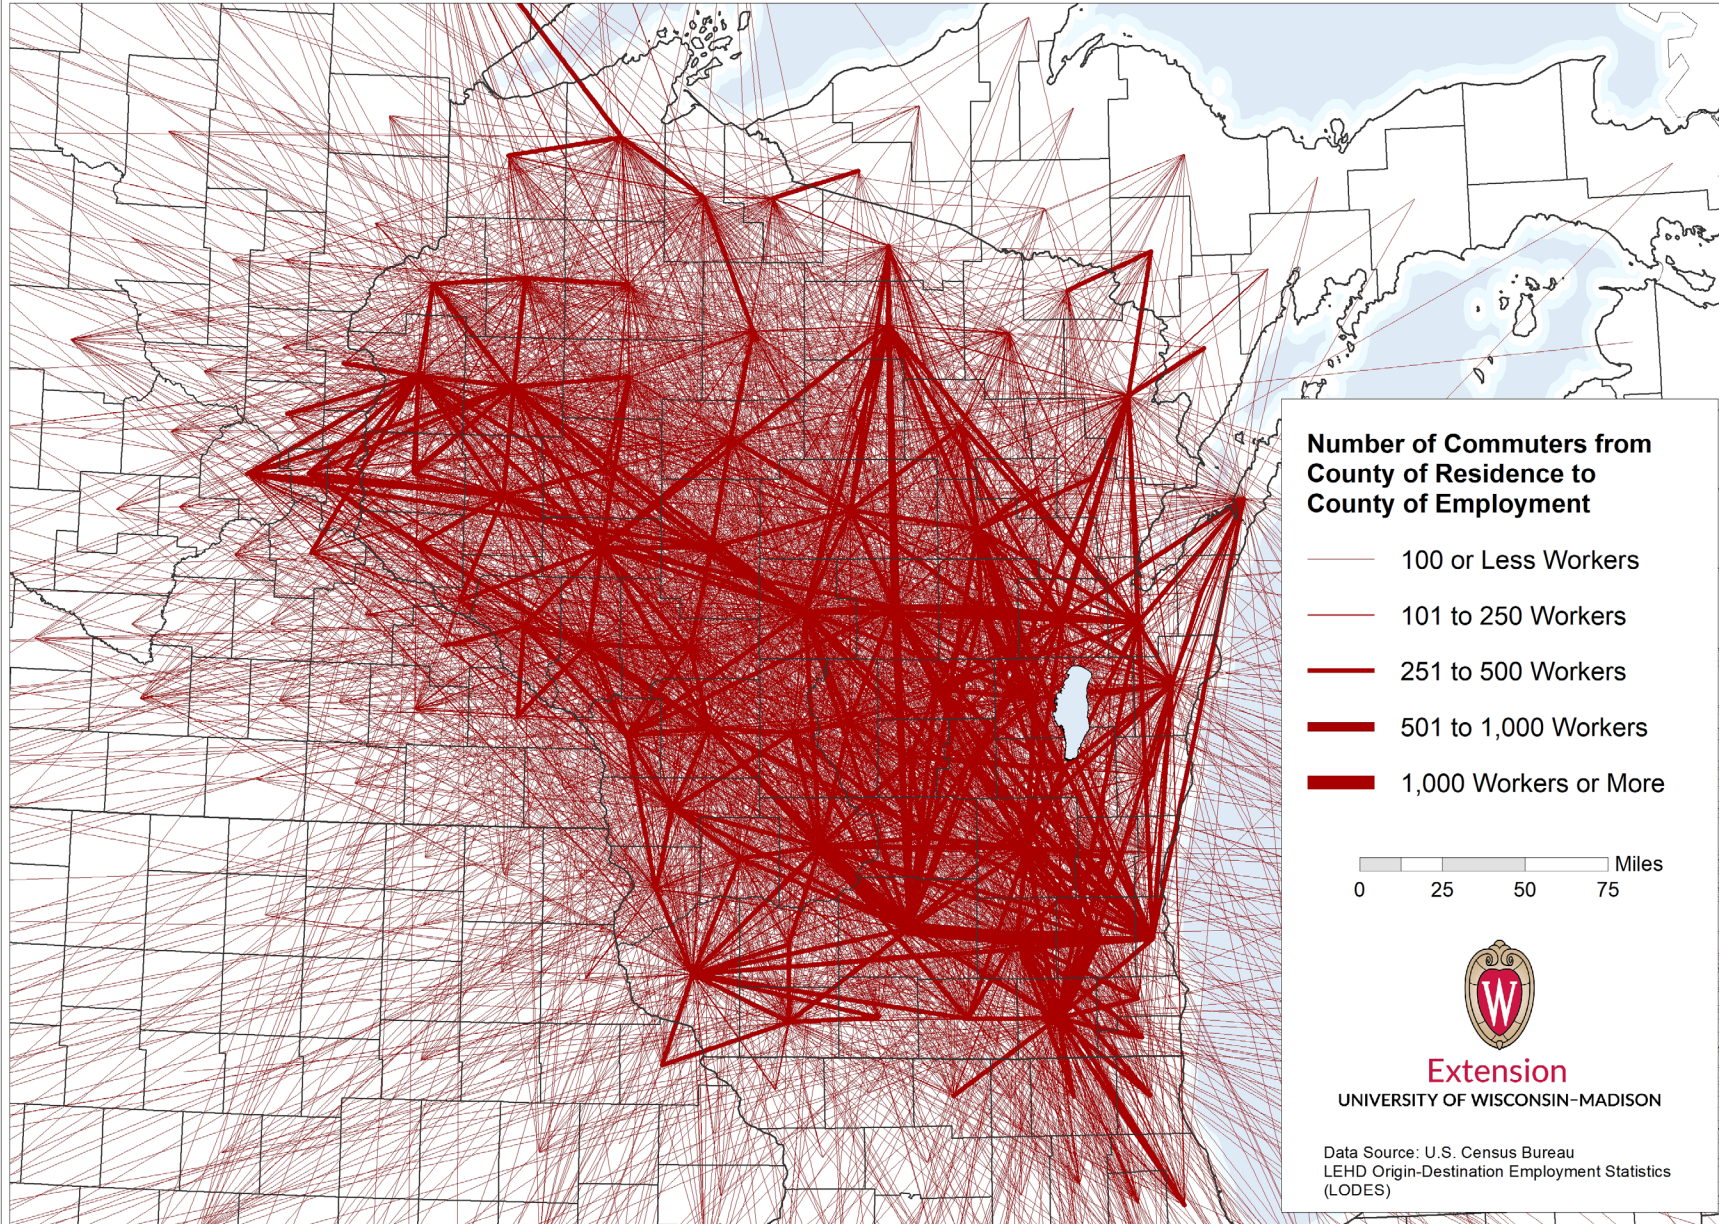 Number of Commuters from
County of Residence to
County of Employment
100 or Less Workers
101 to 250 Workers
251 to 500 Workers
501 to 1,000 Workers
1,000 Workers or More
Miles
0 25 50 75
W
Extension
UNIVERSITY OF WISCONSIN–MADISON
Data Source: U.S. Census Bureau
LEHD Origin-Destination Employment Statistics
(LODES)